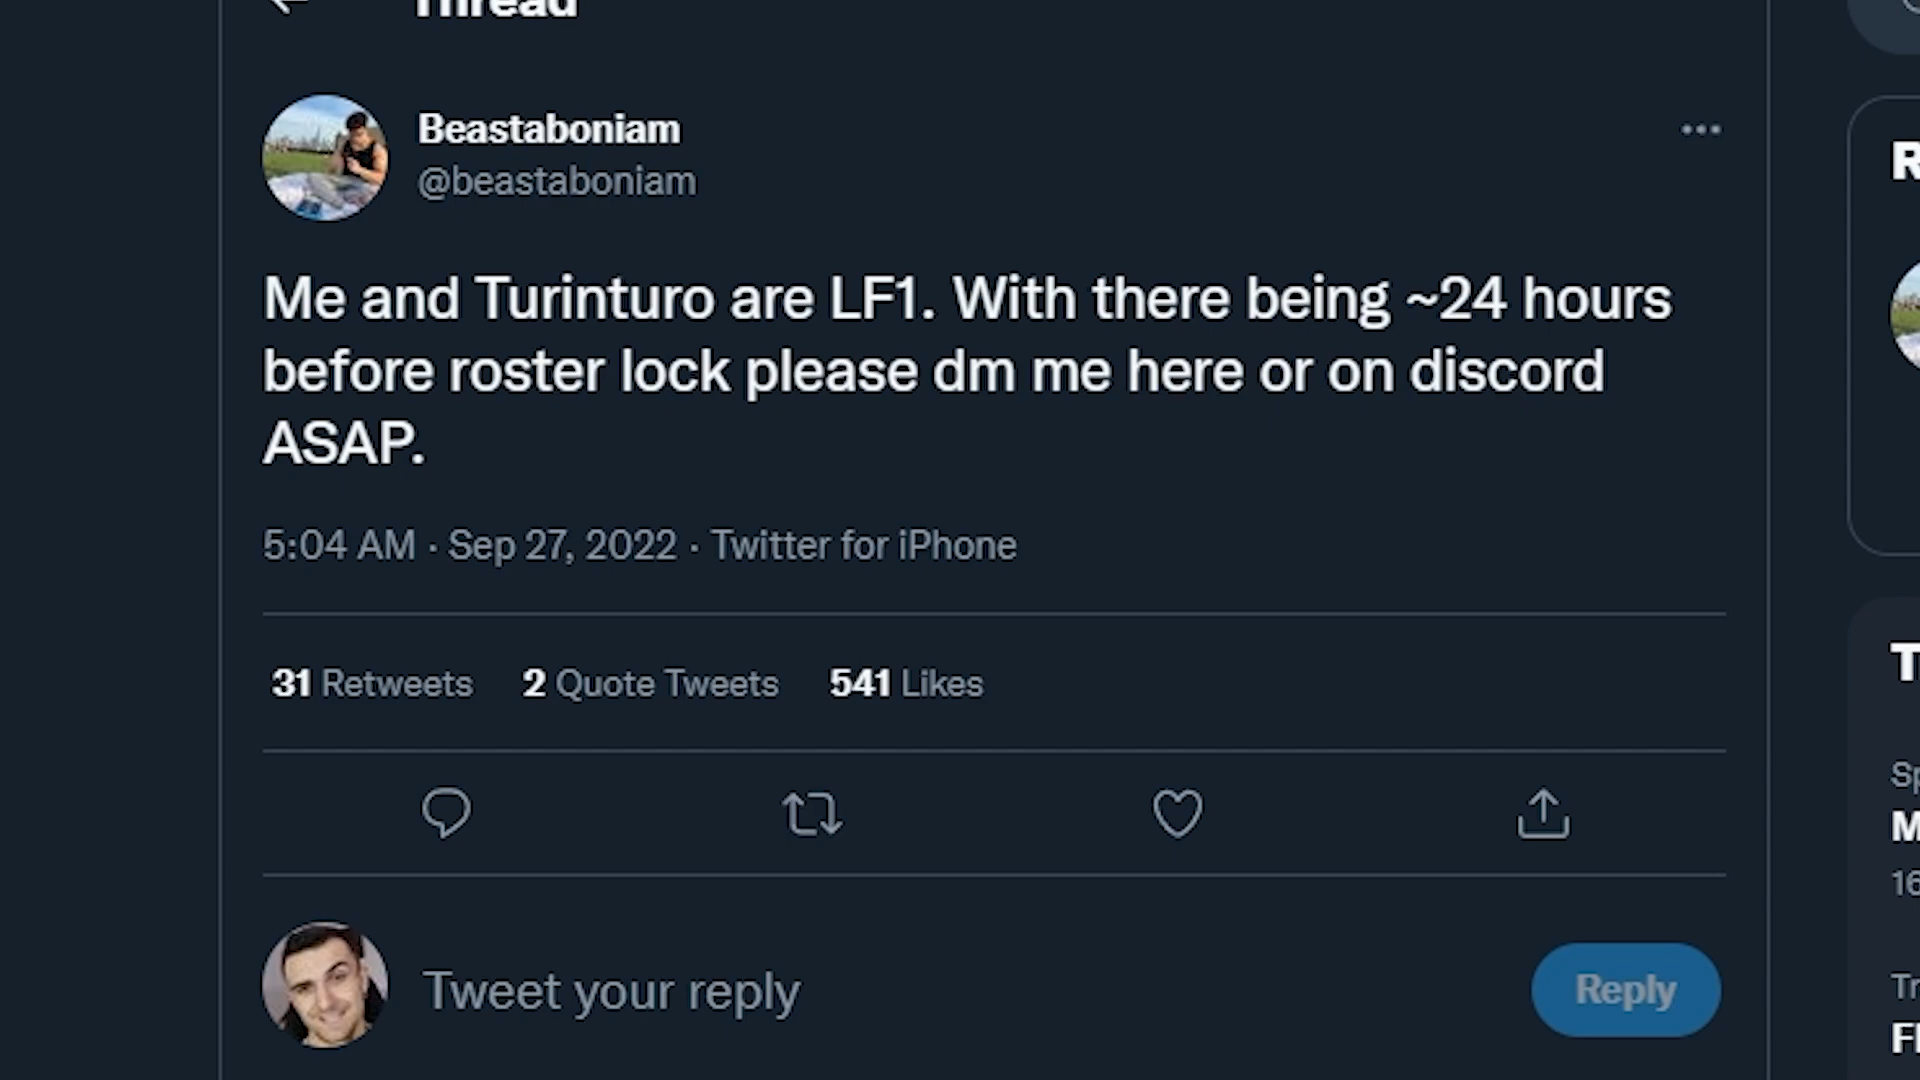 Thread
Beastaboniam
@beastaboniam
Me and Turinturo are LF1. With there being ~24 hours
before roster lock please dm me here or on discord
ASAP.
5:04 AM · Sep 27, 2022 · Twitter for iPhone
31 Retweets 2 Quote Tweets 541 Likes
Tweet your reply
Reply